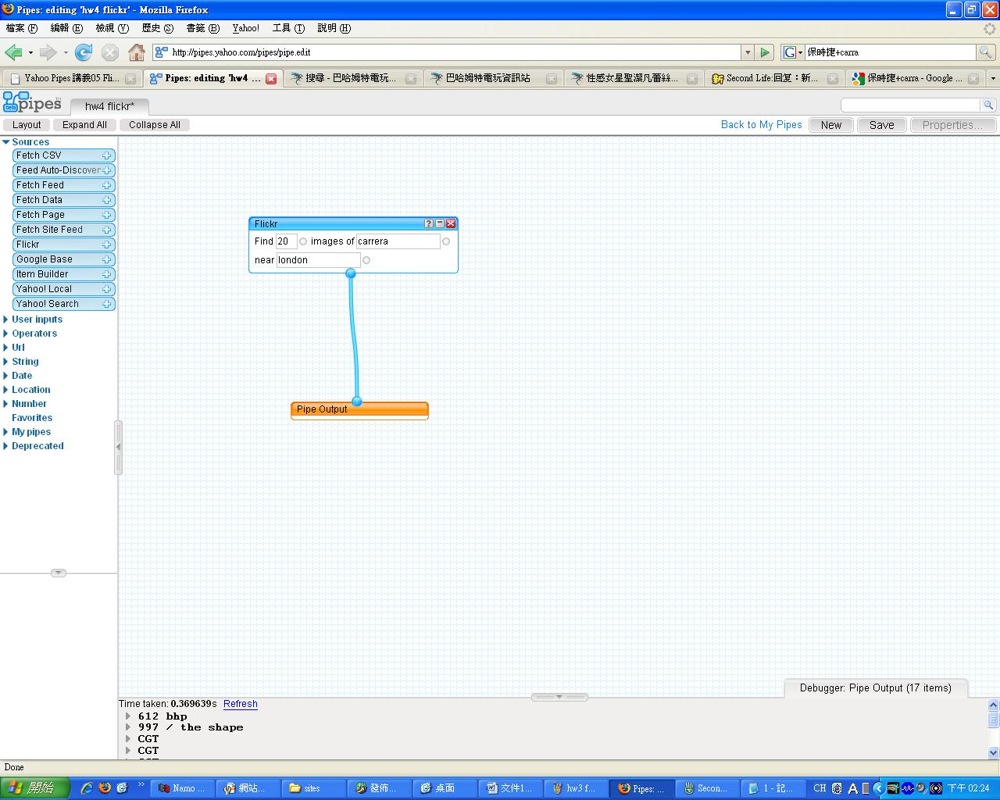 Pipes: editing 'hw4 flickr' - Mozilla Firefox
檔案 (F) 編輯 (E) 檢視 (V) 歷史 (S) 書籤 (B) Yahoo! 工具 (T) 說明 (H)
http://pipes.yahoo.com/pipes/pipe.edit
G 保時捷+carra
Yahoo Pipes 講義05 Fli...
Pipes: editing 'hw4 ...
搜尋 - 巴哈姆特電玩...
巴哈姆特電玩資訊站
性感女星聖潔凡蕾絲...
Second Life:回复：新...
保時捷+carra - Google ...
pipes
beta
hw4 flickr*
Layout Expand All Collapse All
Back to My Pipes New Save Properties...
Sources
Fetch CSV
Feed Auto-Discover
Fetch Feed
Fetch Data
Fetch Page
Fetch Site Feed
Flickr
Google Base
Item Builder
Yahoo! Local
Yahoo! Search
User inputs
Operators
Url
String
Date
Location
Number
Favorites
My pipes
Deprecated
Flickr
Find 20 images of carrera
near london
Pipe Output
Debugger: Pipe Output (17 items)
Time taken: 0.369639s Refresh
612 bhp
997 / the shape
CGT
CGT
Done
開始
Namo ...
網站...
sites
發佈...
桌面
文件1...
hw3 f...
Pipes: ...
Secon...
1 - 記...
CH
下午 02:24